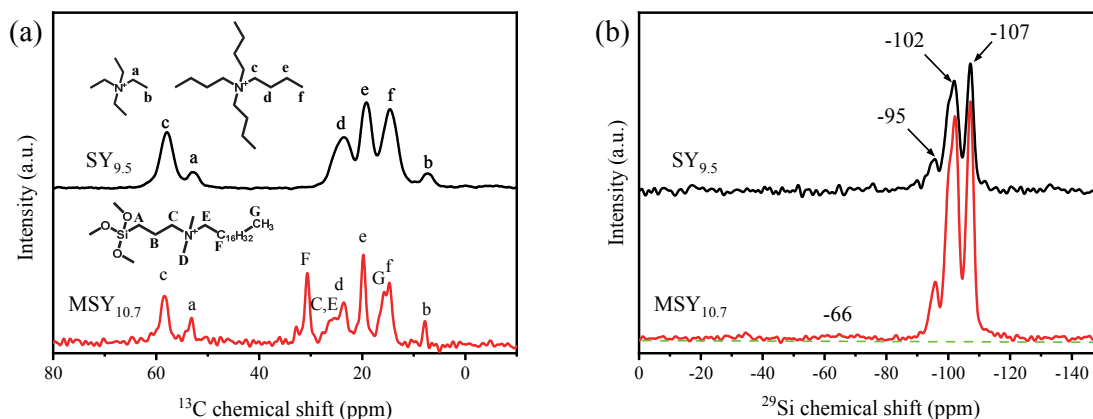 (a)
a
b
N⁺
c
d
e
f
N⁺
c
a
d
e
f
b
SY₉.₅
A
B
C
D
E
F
G
O
O
O
Si
N⁺
C₁₆H₃₂
CH₃
c
a
F
C,E
d
e
G
f
b
MSY₁₀.₇
Intensity (a.u.)
80
60
40
20
0
¹³C chemical shift (ppm)
(b)
-95
-102
-107
SY₉.₅
-66
MSY₁₀.₇
Intensity (a.u.)
0
-20
-40
-60
-80
-100
-120
-140
²⁹Si chemical shift (ppm)